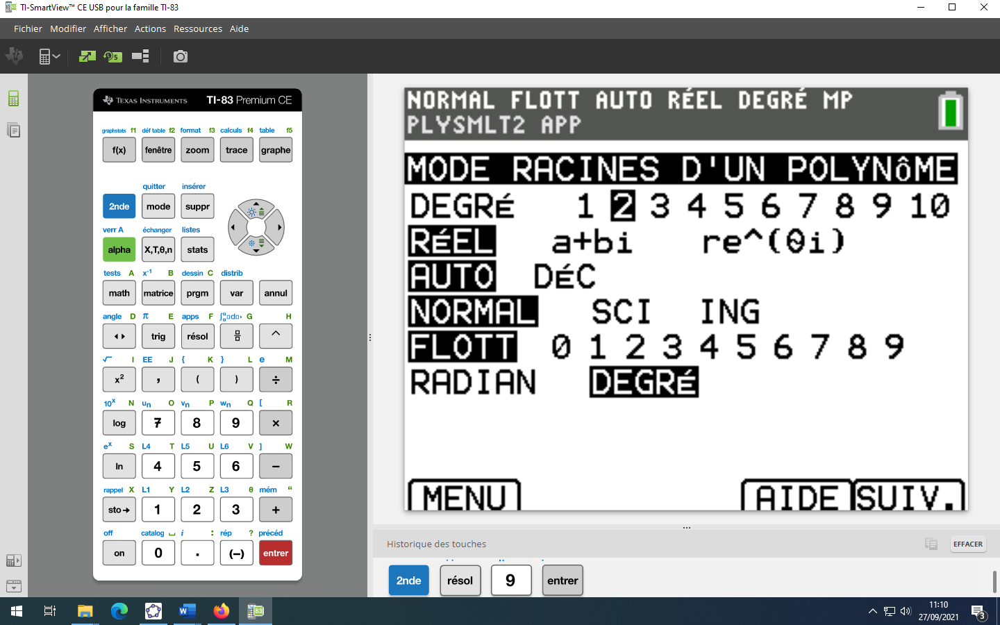 TI-SmartView™ CE USB pour la famille TI-83
Fichier Modifier Afficher Actions Ressources Aide
TEXAS INSTRUMENTS TI-83 Premium CE
graphstats f1 déf table f2 format f3 calculs f4 table f5
f(x) fenêtre zoom trace graphe
quitter insérer
2nde mode suppr
verr A échanger listes
alpha X,T,θ,n stats
tests A x⁻¹ B dessin C distrib
math matrice prgm var annul
angle D π E apps F G H
trig résol ^
√ I EE J { K } L e M
x² , ( ) ÷
10ˣ N uₙ O vₙ P wₙ Q [ R
log 7 8 9 ×
eˣ S L4 T L5 U L6 V ] W
ln 4 5 6 −
rappel X L1 Y L2 Z L3 θ mém "
sto→ 1 2 3 +
off catalog ⎵ i : rép ? précéd
on 0 . (−) entrer
NORMAL FLOTT AUTO RÉEL DEGRÉ MP
PLYSMLT2 APP
MODE RACINES D'UN POLYNôME
DEGRé 1 2 3 4 5 6 7 8 9 10
RéEL a+bi re^(θi)
AUTO DéC
NORMAL SCI ING
FLOTT 0 1 2 3 4 5 6 7 8 9
RADIAN DEGRé
MENU AIDE SUIV.
Historique des touches
EFFACER
2nde résol 9 entrer
11:10
27/09/2021
3